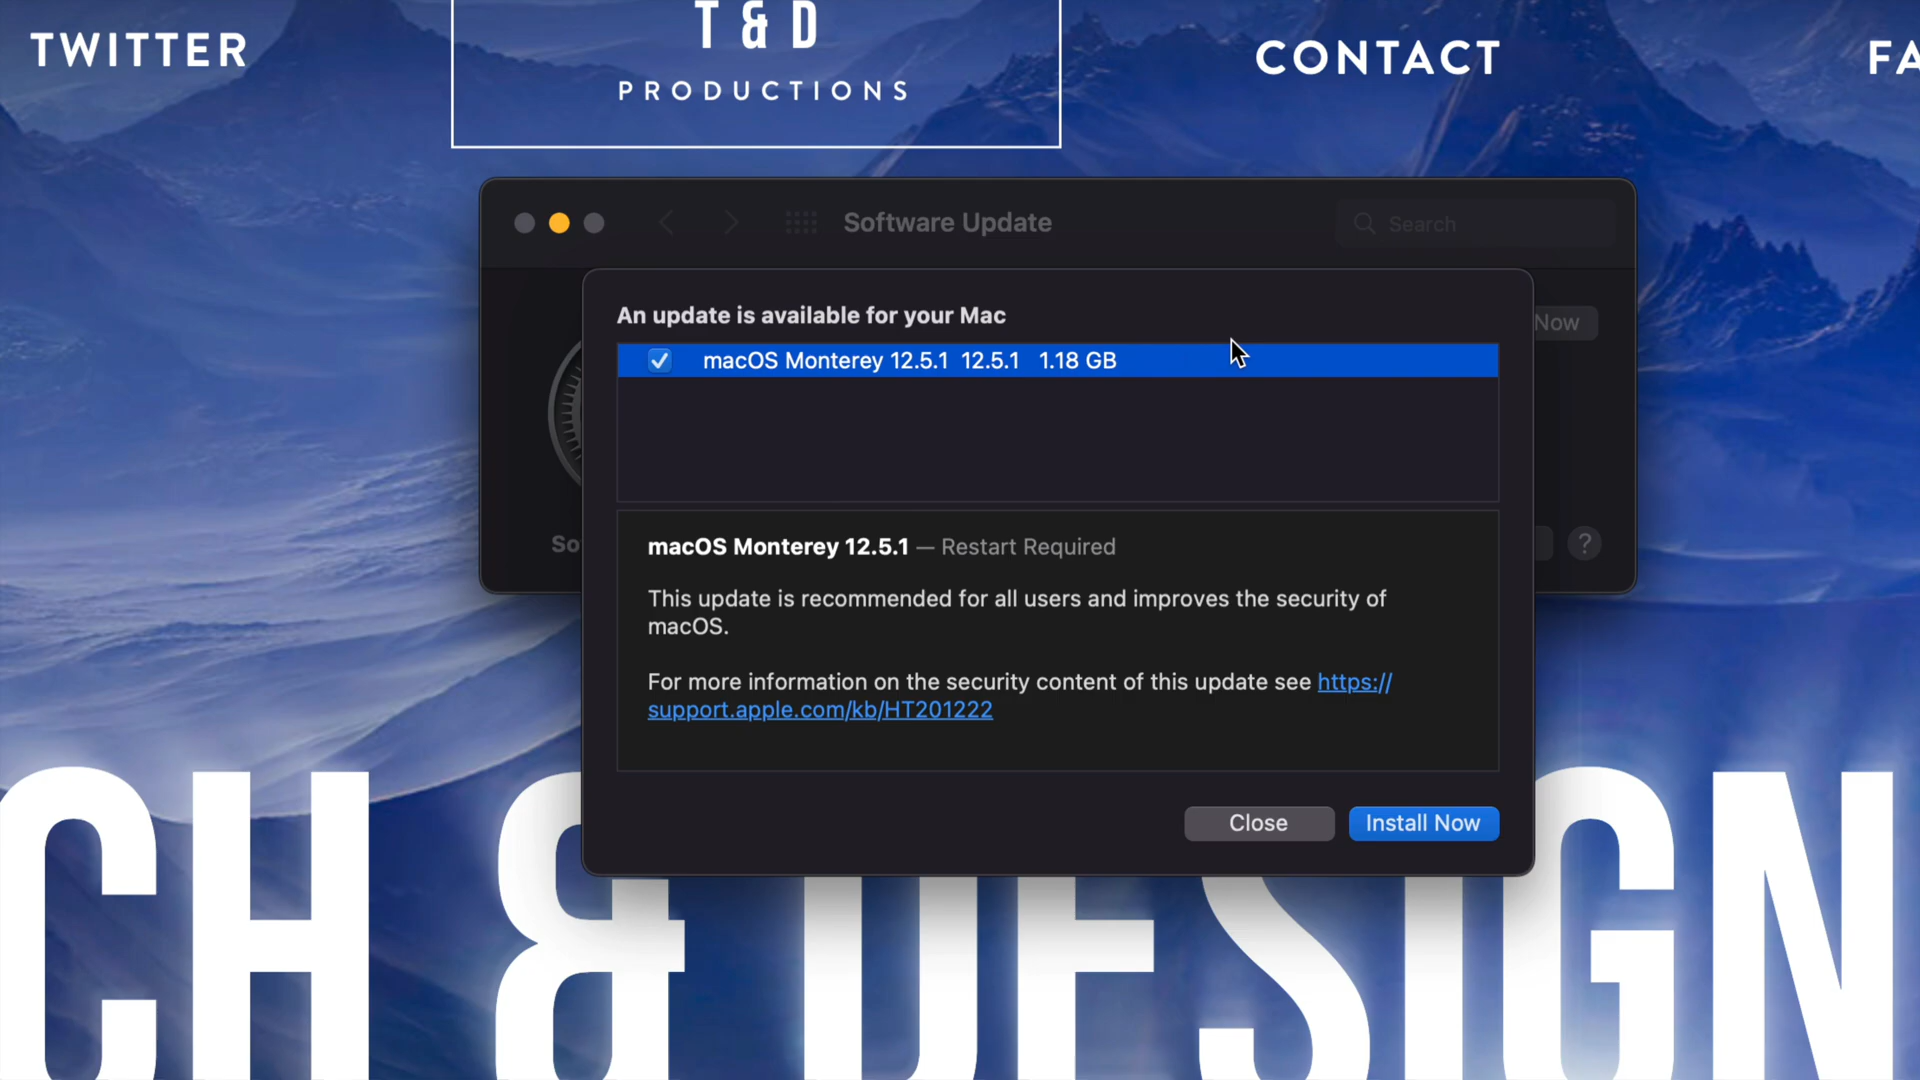 TWITTER
T & D
PRODUCTIONS
CONTACT
FA
Software Update
Search
An update is available for your Mac
Now
macOS Monterey 12.5.1 12.5.1 1.18 GB
So
?
macOS Monterey 12.5.1 — Restart Required
This update is recommended for all users and improves the security of
macOS.
For more information on the security content of this update see https://
support.apple.com/kb/HT201222
Close
Install Now
CH & DESIGN